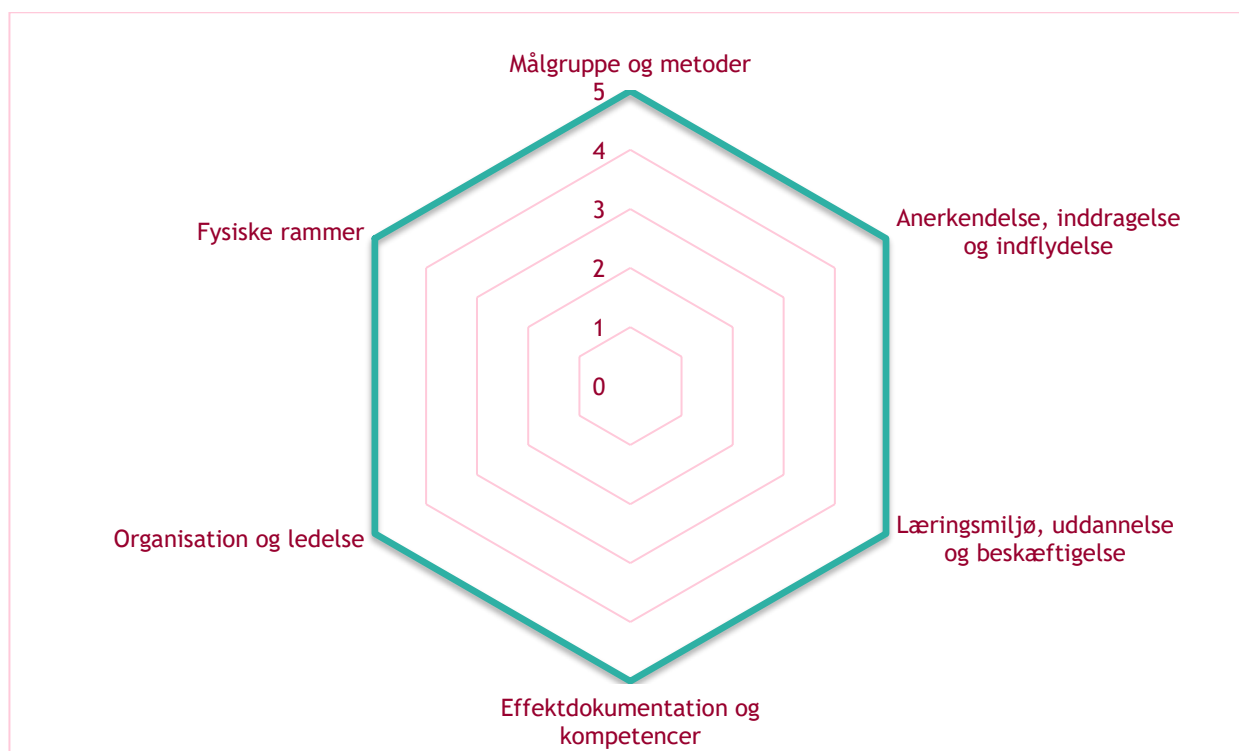 Målgruppe og metoder
5
4
3
2
1
0
Anerkendelse, inddragelse
og indflydelse
Fysiske rammer
Læringsmiljø, uddannelse
og beskæftigelse
Organisation og ledelse
Effektdokumentation og
kompetencer